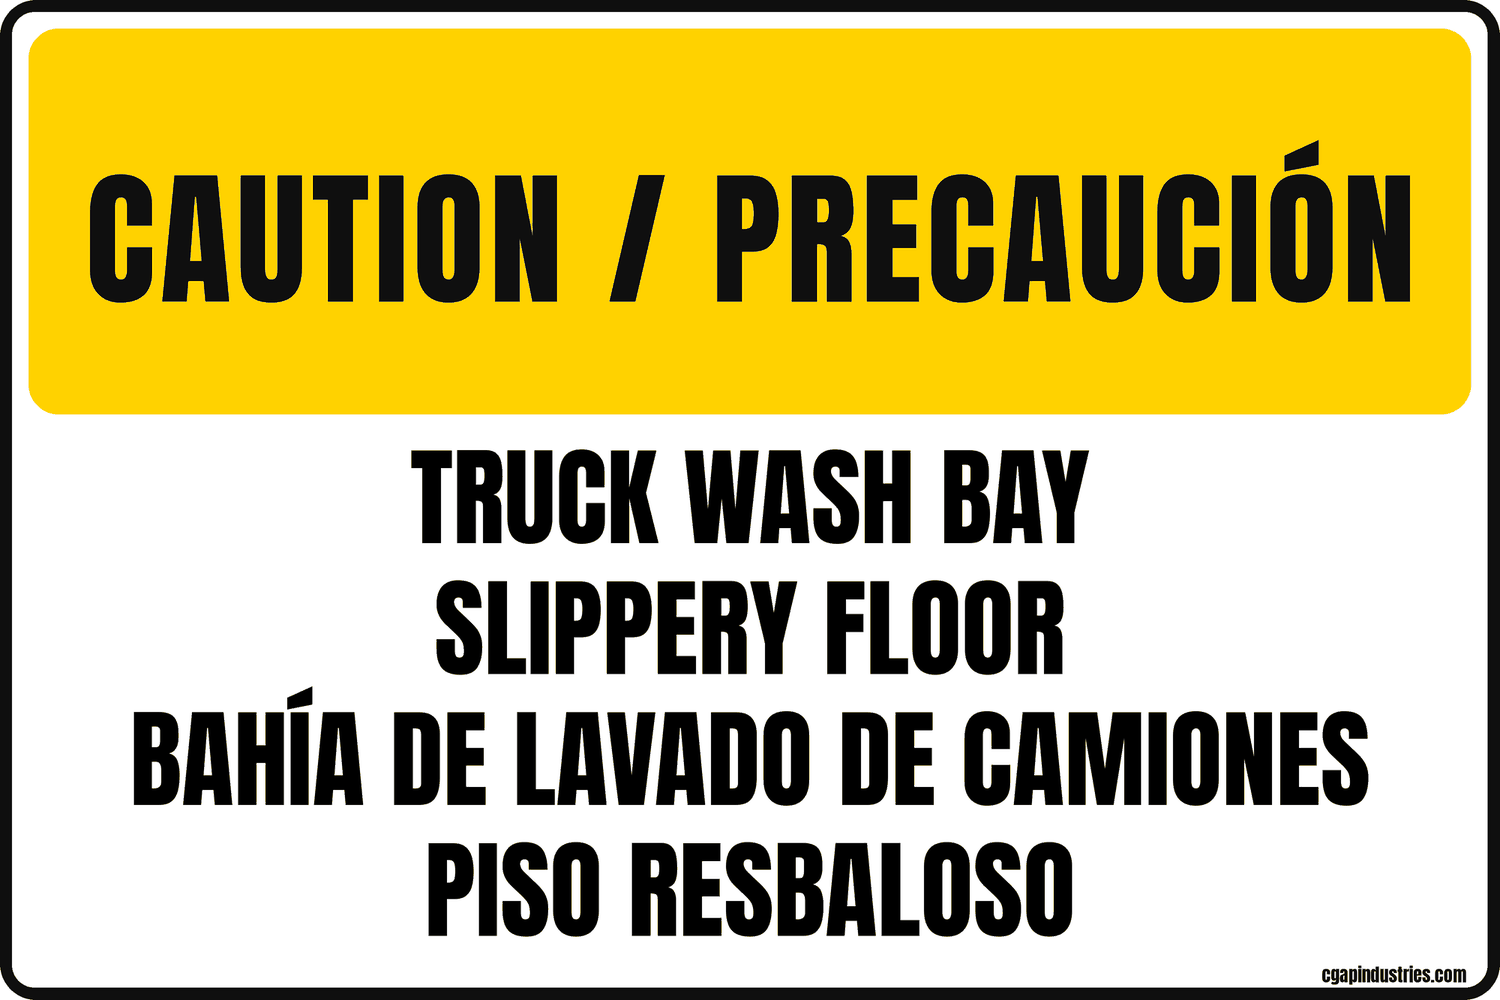 CAUTION / PRECAUCIÓN
TRUCK WASH BAY
SLIPPERY FLOOR
BAHÍA DE LAVADO DE CAMIONES
PISO RESBALOSO
cgapindustries.com